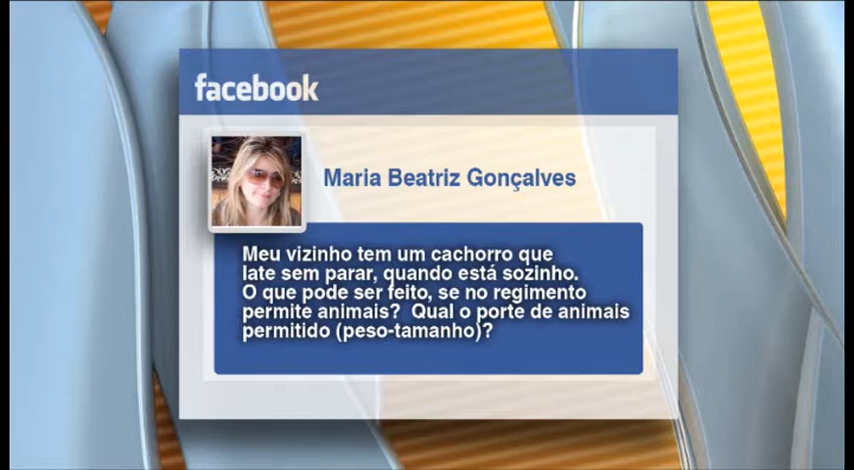 facebook
Maria Beatriz Gonçalves
Meu vizinho tem um cachorro que
late sem parar, quando está sozinho.
O que pode ser feito, se no regimento
permite animais? Qual o porte de animais
permitido (peso-tamanho)?